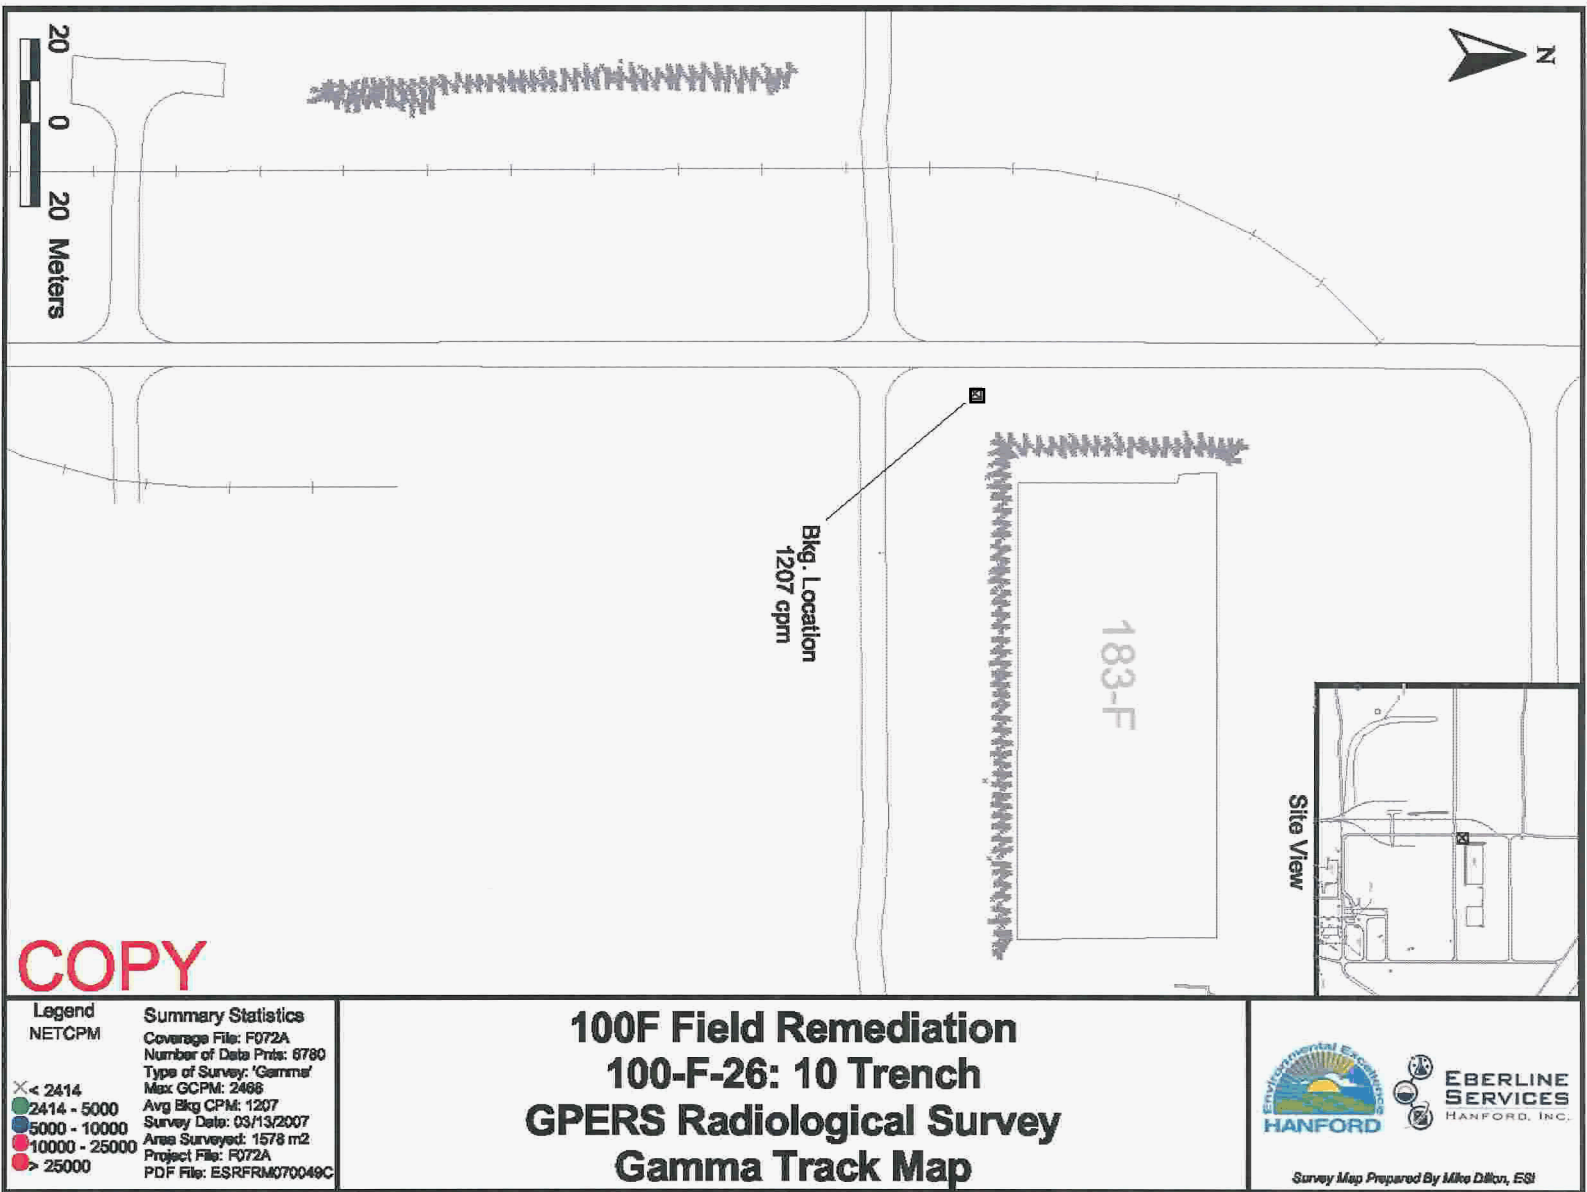 20 0 20 Meters
N
Bkg. Location
1207 cpm
183-F
Site View
COPY
Legend
NETCPM
< 2414
2414 - 5000
5000 - 10000
10000 - 25000
> 25000
Summary Statistics
Coverage File: F072A
Number of Data Pnts: 6780
Type of Survey: 'Gamma'
Max GCPM: 2468
Avg Bkg CPM: 1207
Survey Date: 03/13/2007
Area Surveyed: 1578 m2
Project File: F072A
PDF File: ESRFRM070049C
100F Field Remediation
100-F-26: 10 Trench
GPERS Radiological Survey
Gamma Track Map
Environmental Excellence
HANFORD
EBERLINE
SERVICES
HANFORD, INC.
Survey Map Prepared By Mike Dillon, ESI